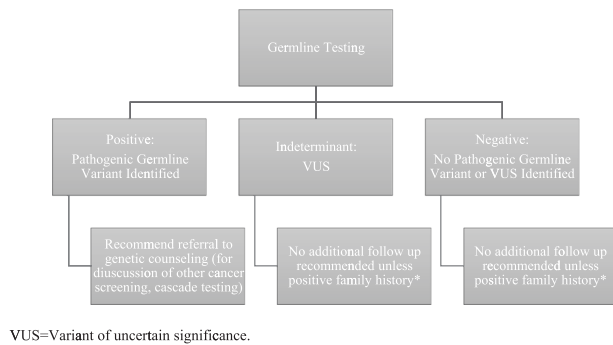 Germline Testing
Positive:
Pathogenic Germline
Variant Identified
Indeterminant:
VUS
Negative:
No Pathogenic Germline
Variant or VUS Identified
Recommend referral to
genetic counseling (for
diuscussion of other cancer
screening, cascade testing)
No additional follow up
recommended unless
positive family history*
No additional follow up
recommended unless
positive family history*
VUS=Variant of uncertain significance.